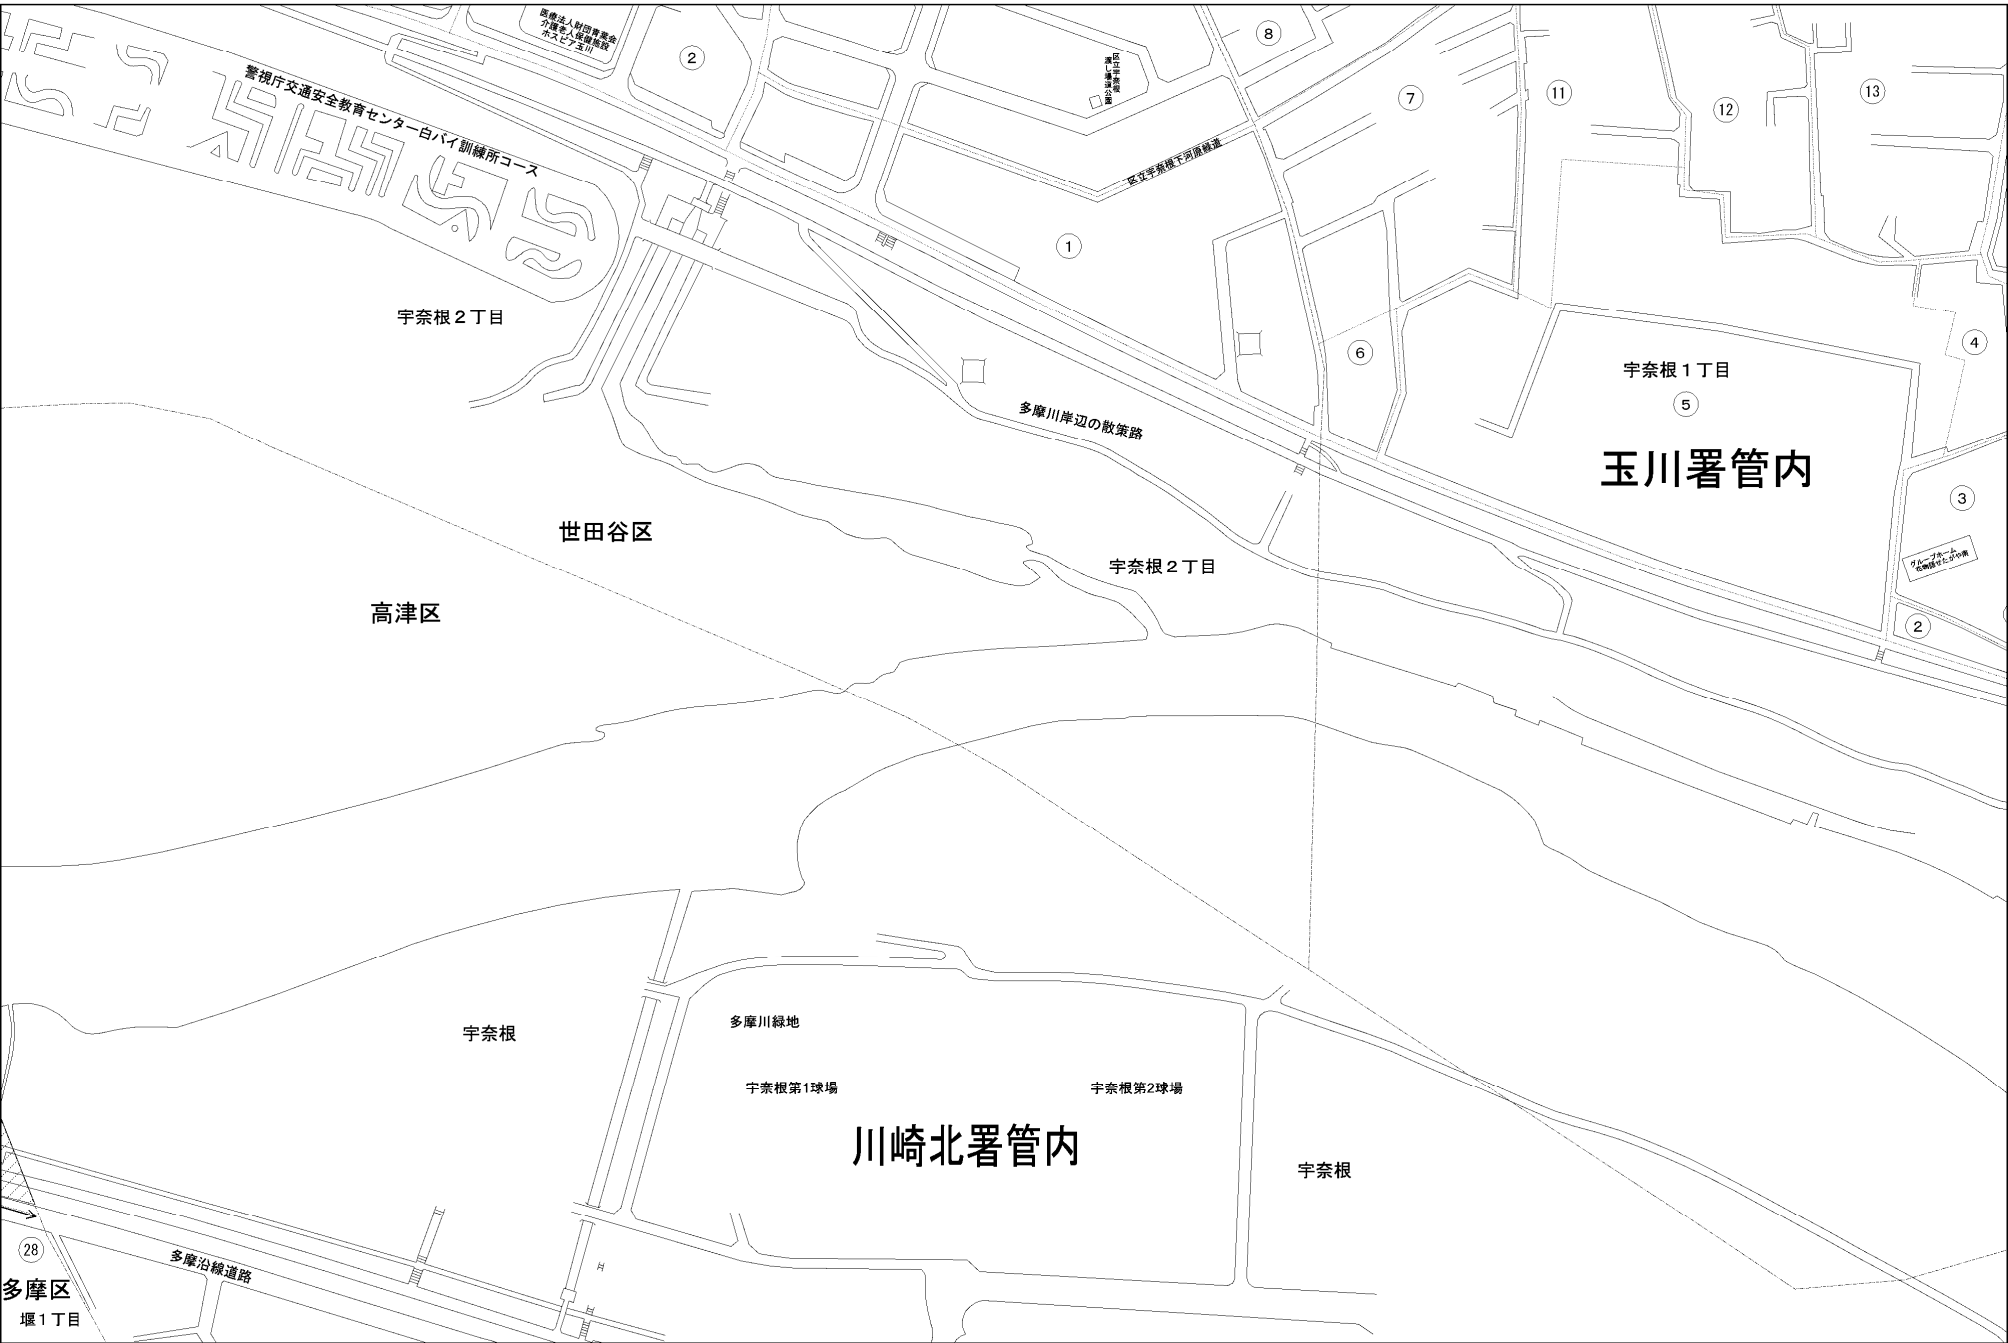 医療法人財団青葉会
介護老人保健施設
ホスピア玉川
②
⑧
区立宇奈根
渡し場道公園
⑦
⑪
⑫
⑬
警視庁交通安全教育センター白バイ訓練所コース
区立宇奈根下河原緑道
①
宇奈根2丁目
⑥
宇奈根1丁目
④
⑤
多摩川岸辺の散策路
玉川署管内
③
世田谷区
グループホーム
宇奈根2丁目
高津区
②
多摩川緑地
宇奈根
宇奈根第1球場
宇奈根第2球場
川崎北署管内
宇奈根
㉘
多摩沿線道路
多摩区
堰1丁目